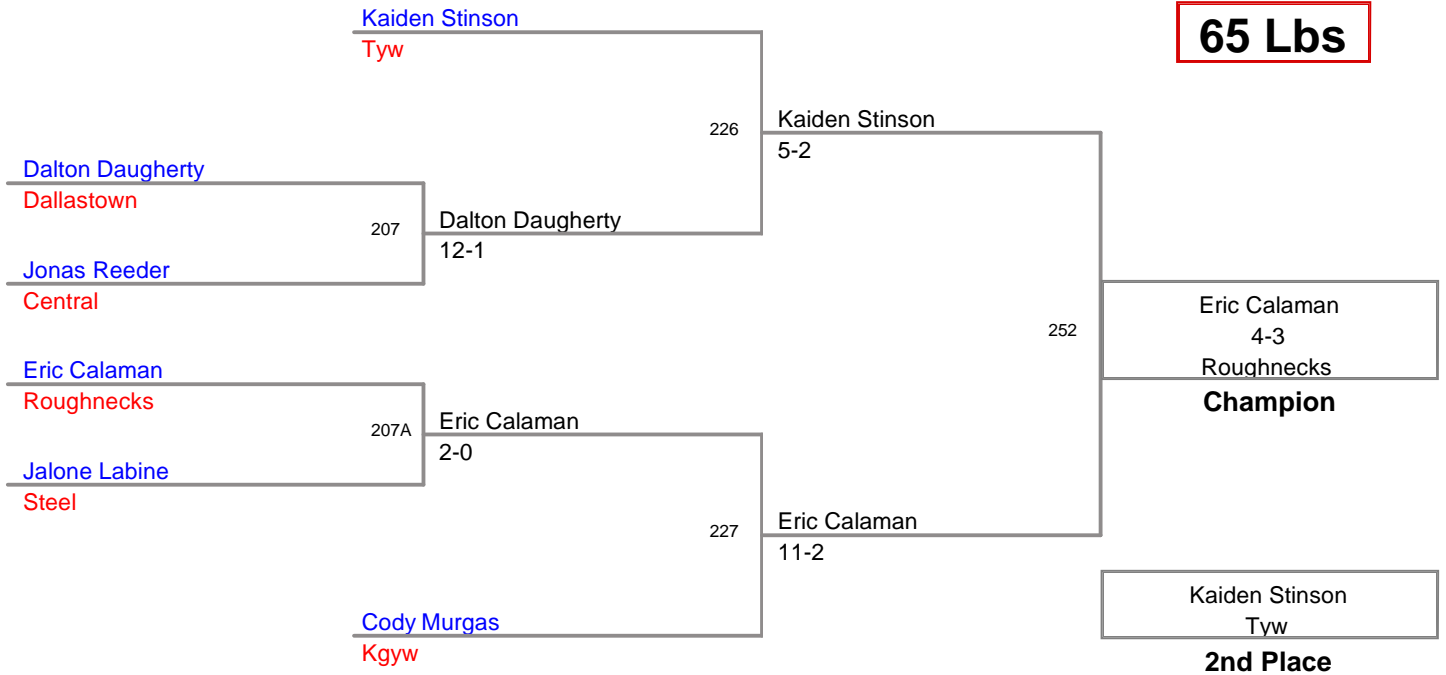 Kaiden Stinson
Tyw
65 Lbs
226
Kaiden Stinson
5-2
Dalton Daugherty
Dallastown
207
Dalton Daugherty
12-1
Jonas Reeder
Central
252
Eric Calaman
4-3
Roughnecks
Champion
Eric Calaman
Roughnecks
207A
Eric Calaman
2-0
Jalone Labine
Steel
227
Eric Calaman
11-2
Cody Murgas
Kgyw
Kaiden Stinson
Tyw
2nd Place